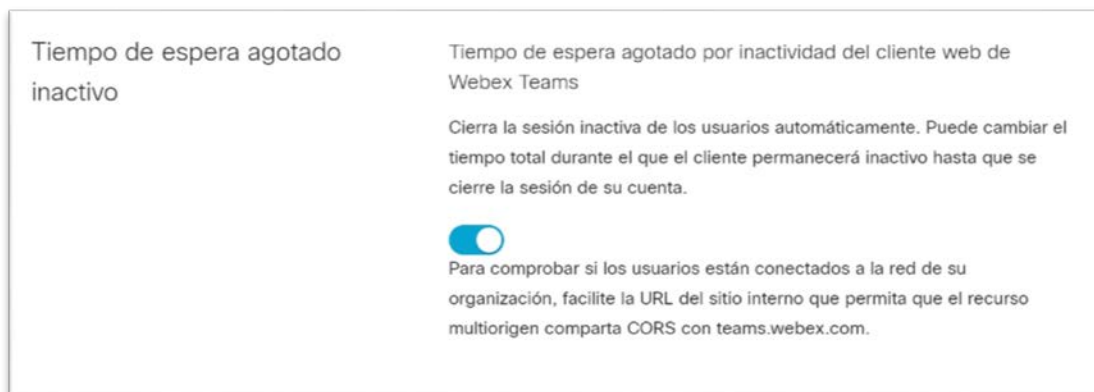 Tiempo de espera agotado
inactivo
Tiempo de espera agotado por inactividad del cliente web de
Webex Teams
Cierra la sesión inactiva de los usuarios automáticamente. Puede cambiar el
tiempo total durante el que el cliente permanecerá inactivo hasta que se
cierre la sesión de su cuenta.
Para comprobar si los usuarios están conectados a la red de su
organización, facilite la URL del sitio interno que permita que el recurso
multiorigen comparta CORS con teams.webex.com.